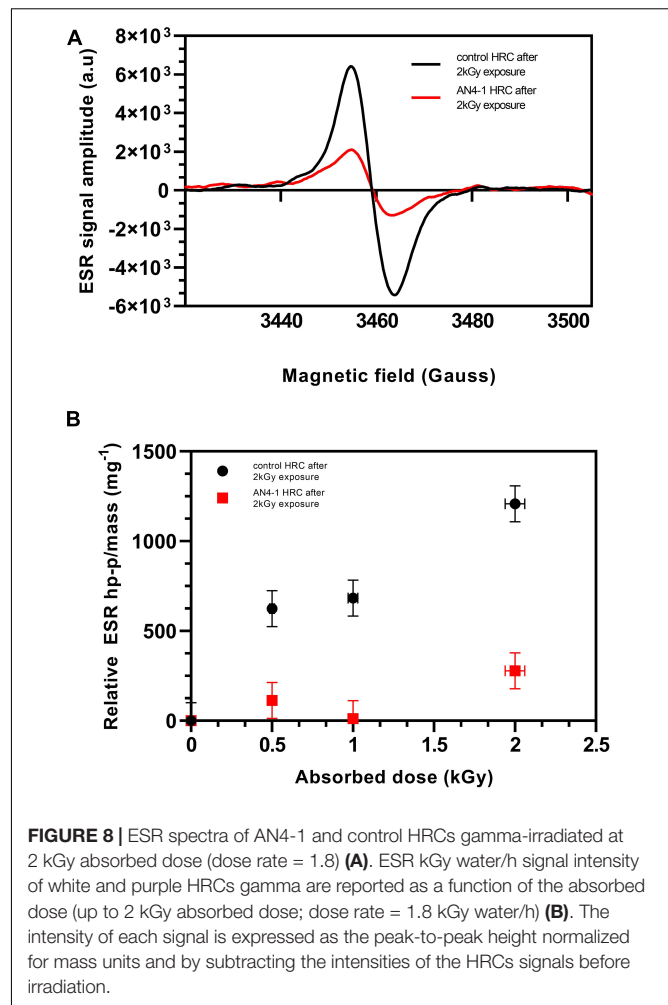 A
8×10³
6×10³
4×10³
2×10³
0
-2×10³
-4×10³
-6×10³
ESR signal amplitude (a.u)
control HRC after
2kGy exposure
AN4-1 HRC after
2kGy exposure
3440
3460
3480
3500
Magnetic field (Gauss)
B
1500
1000
500
0
Relative ESR hp-p/mass (mg⁻¹)
control HRC after
2kGy exposure
AN4-1 HRC after
2kGy exposure
0
0.5
1
1.5
2
2.5
Absorbed dose (kGy)
FIGURE 8 | ESR spectra of AN4-1 and control HRCs gamma-irradiated at
2 kGy absorbed dose (dose rate = 1.8) (A). ESR kGy water/h signal intensity
of white and purple HRCs gamma are reported as a function of the absorbed
dose (up to 2 kGy absorbed dose; dose rate = 1.8 kGy water/h) (B). The
intensity of each signal is expressed as the peak-to-peak height normalized
for mass units and by subtracting the intensities of the HRCs signals before
irradiation.